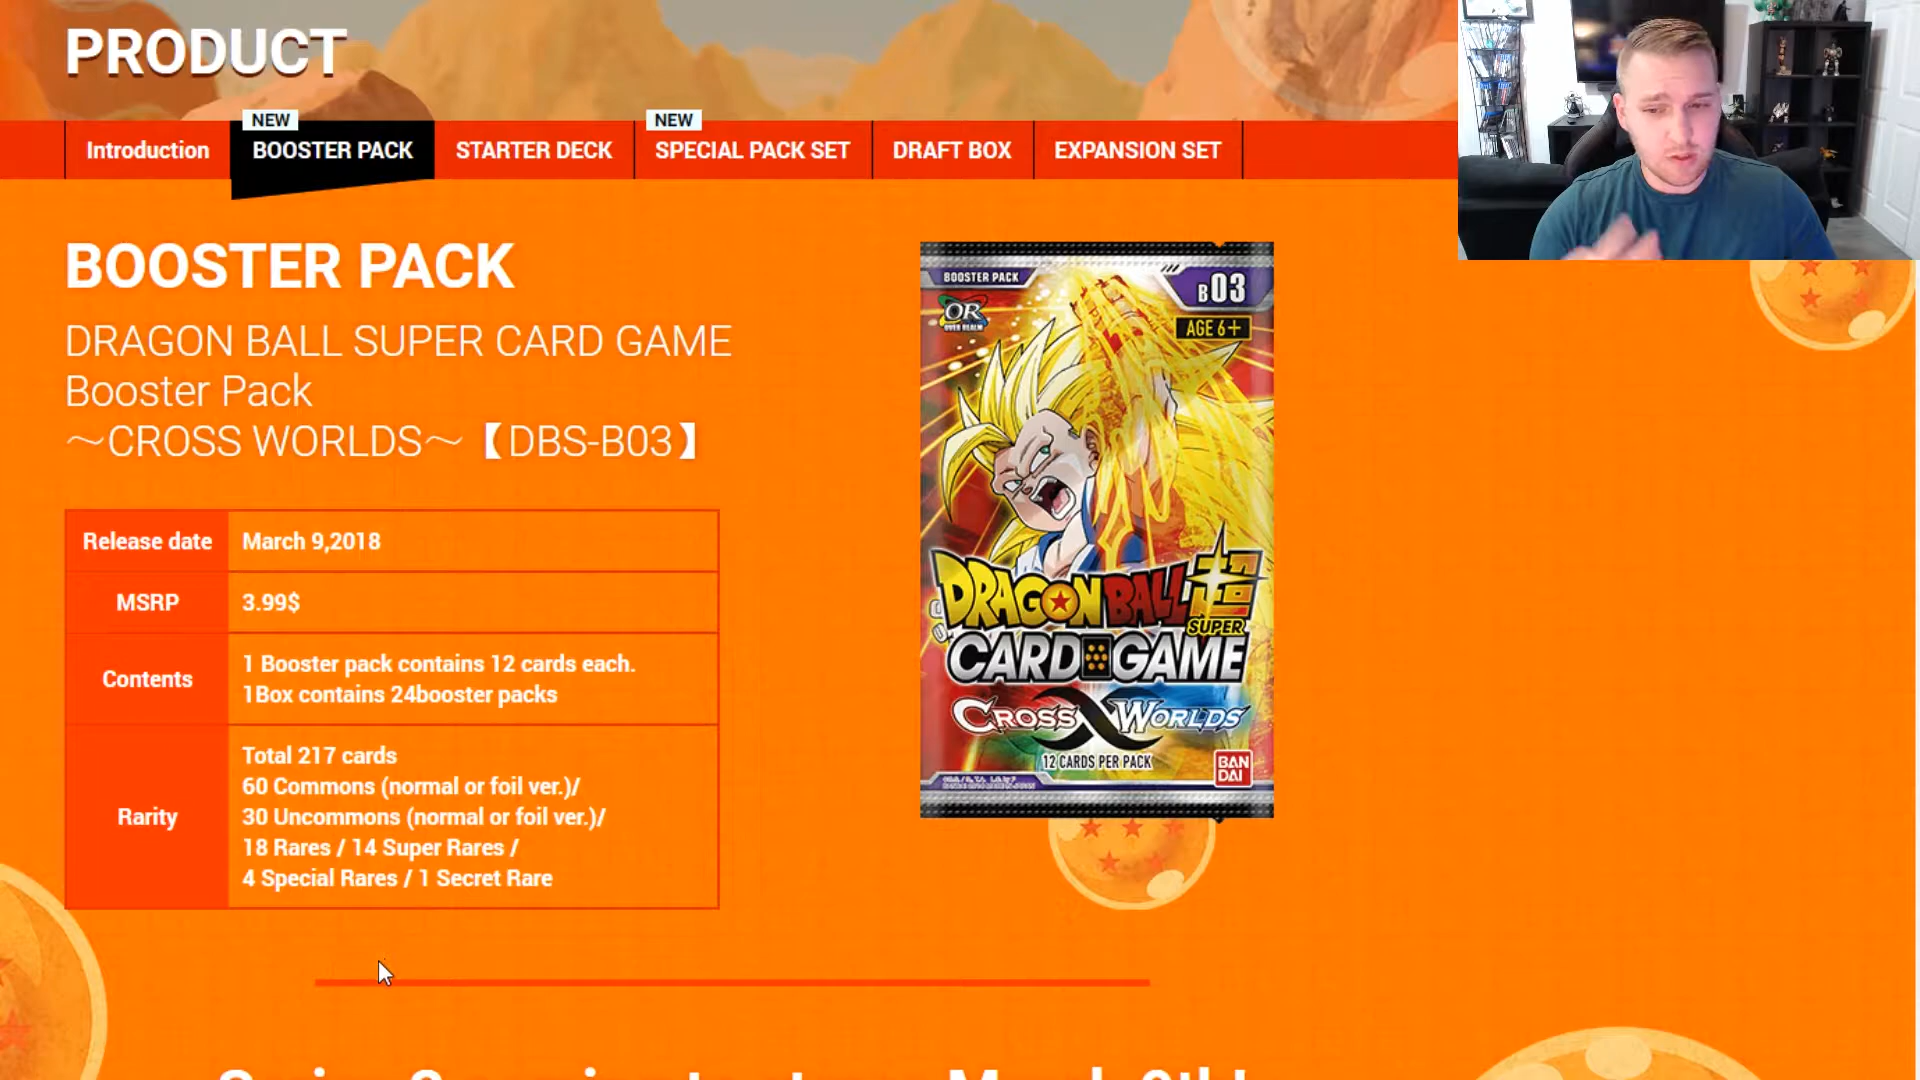 PRODUCT
NEW
NEW
Introduction
BOOSTER PACK
STARTER DECK
SPECIAL PACK SET
DRAFT BOX
EXPANSION SET
BOOSTER PACK
DRAGON BALL SUPER CARD GAME
Booster Pack
～CROSS WORLDS～【DBS-B03】
Release date
March 9,2018
MSRP
3.99$
Contents
1 Booster pack contains 12 cards each.
1Box contains 24booster packs
Rarity
Total 217 cards
60 Commons (normal or foil ver.)/
30 Uncommons (normal or foil ver.)/
18 Rares / 14 Super Rares /
4 Special Rares / 1 Secret Rare
BOOSTER PACK
B03
OR
OVER REALM
AGE 6+
DRAGON BALL 超
SUPER
CARD GAME
CROSS WORLDS
12 CARDS PER PACK
BAN
DAI